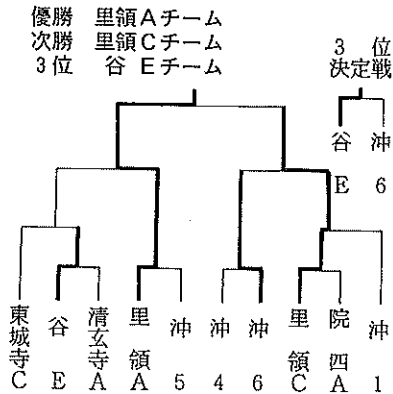 優勝 里領Aチーム
次勝 里領Cチーム
3位 谷Eチーム
3位
決定戦
谷E
沖6
東城寺C
谷E
清玄寺A
里領A
沖5
沖4
沖6
里領C
院四A
沖1